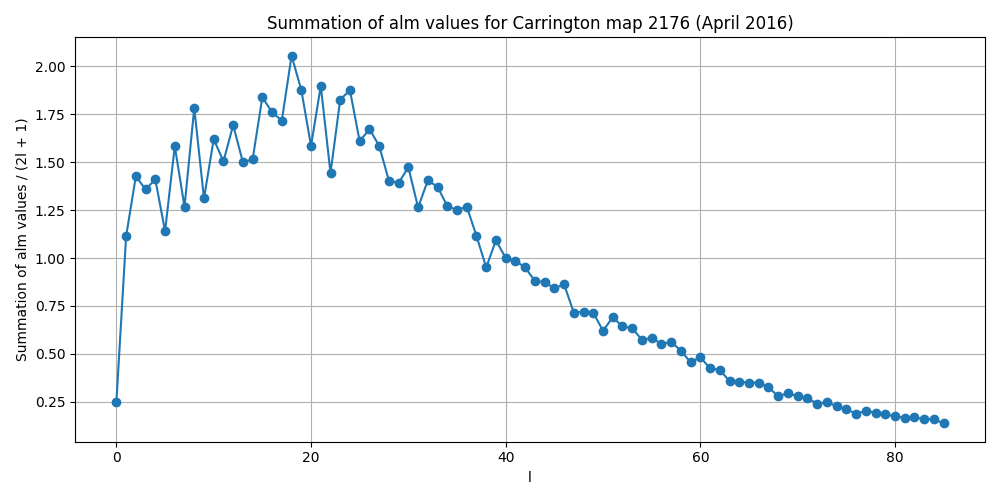 Summation of alm values for Carrington map 2176 (April 2016)
Summation of alm values / (2l + 1)
2.00
1.75
1.50
1.25
1.00
0.75
0.50
0.25
0 20 40 60 80
l